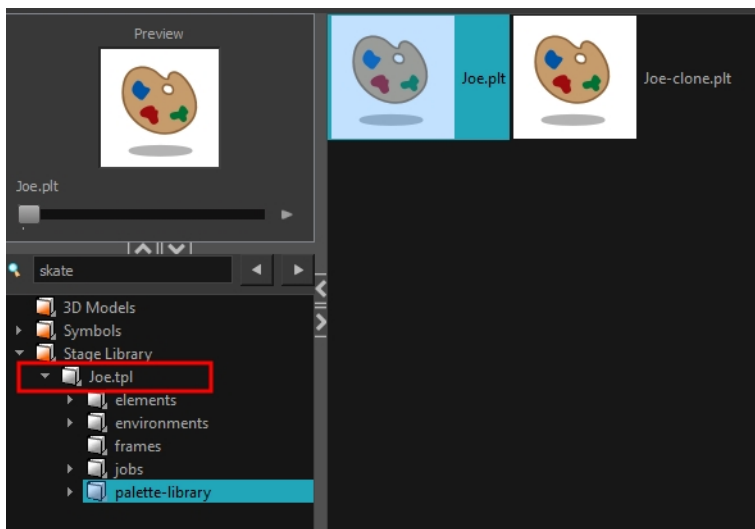 Preview
Joe.plt
skate
3D Models
Symbols
Stage Library
Joe.tpl
elements
environments
frames
jobs
palette-library
Joe.plt
Joe-clone.plt